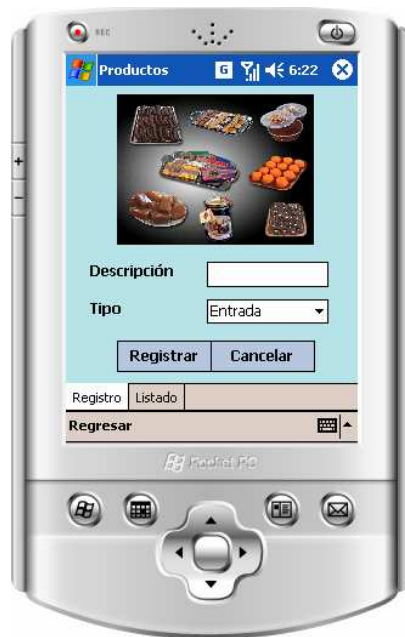 REC
Productos G 6:22
Descripción
Tipo Entrada
Registrar Cancelar
Registro Listado
Regresar
Pocket PC
+
-